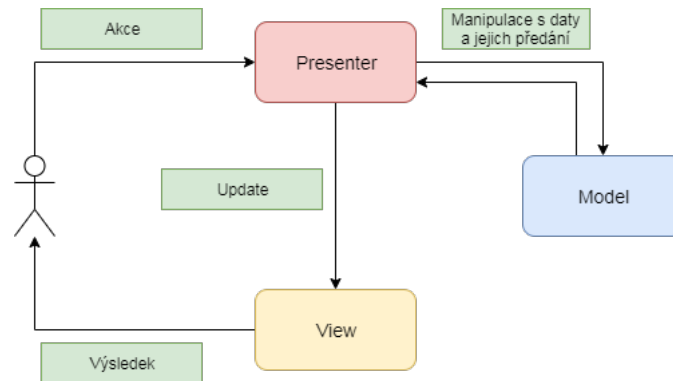 Akce
Manipulace s daty
a jejich předání
Presenter
Update
Model
View
Výsledek